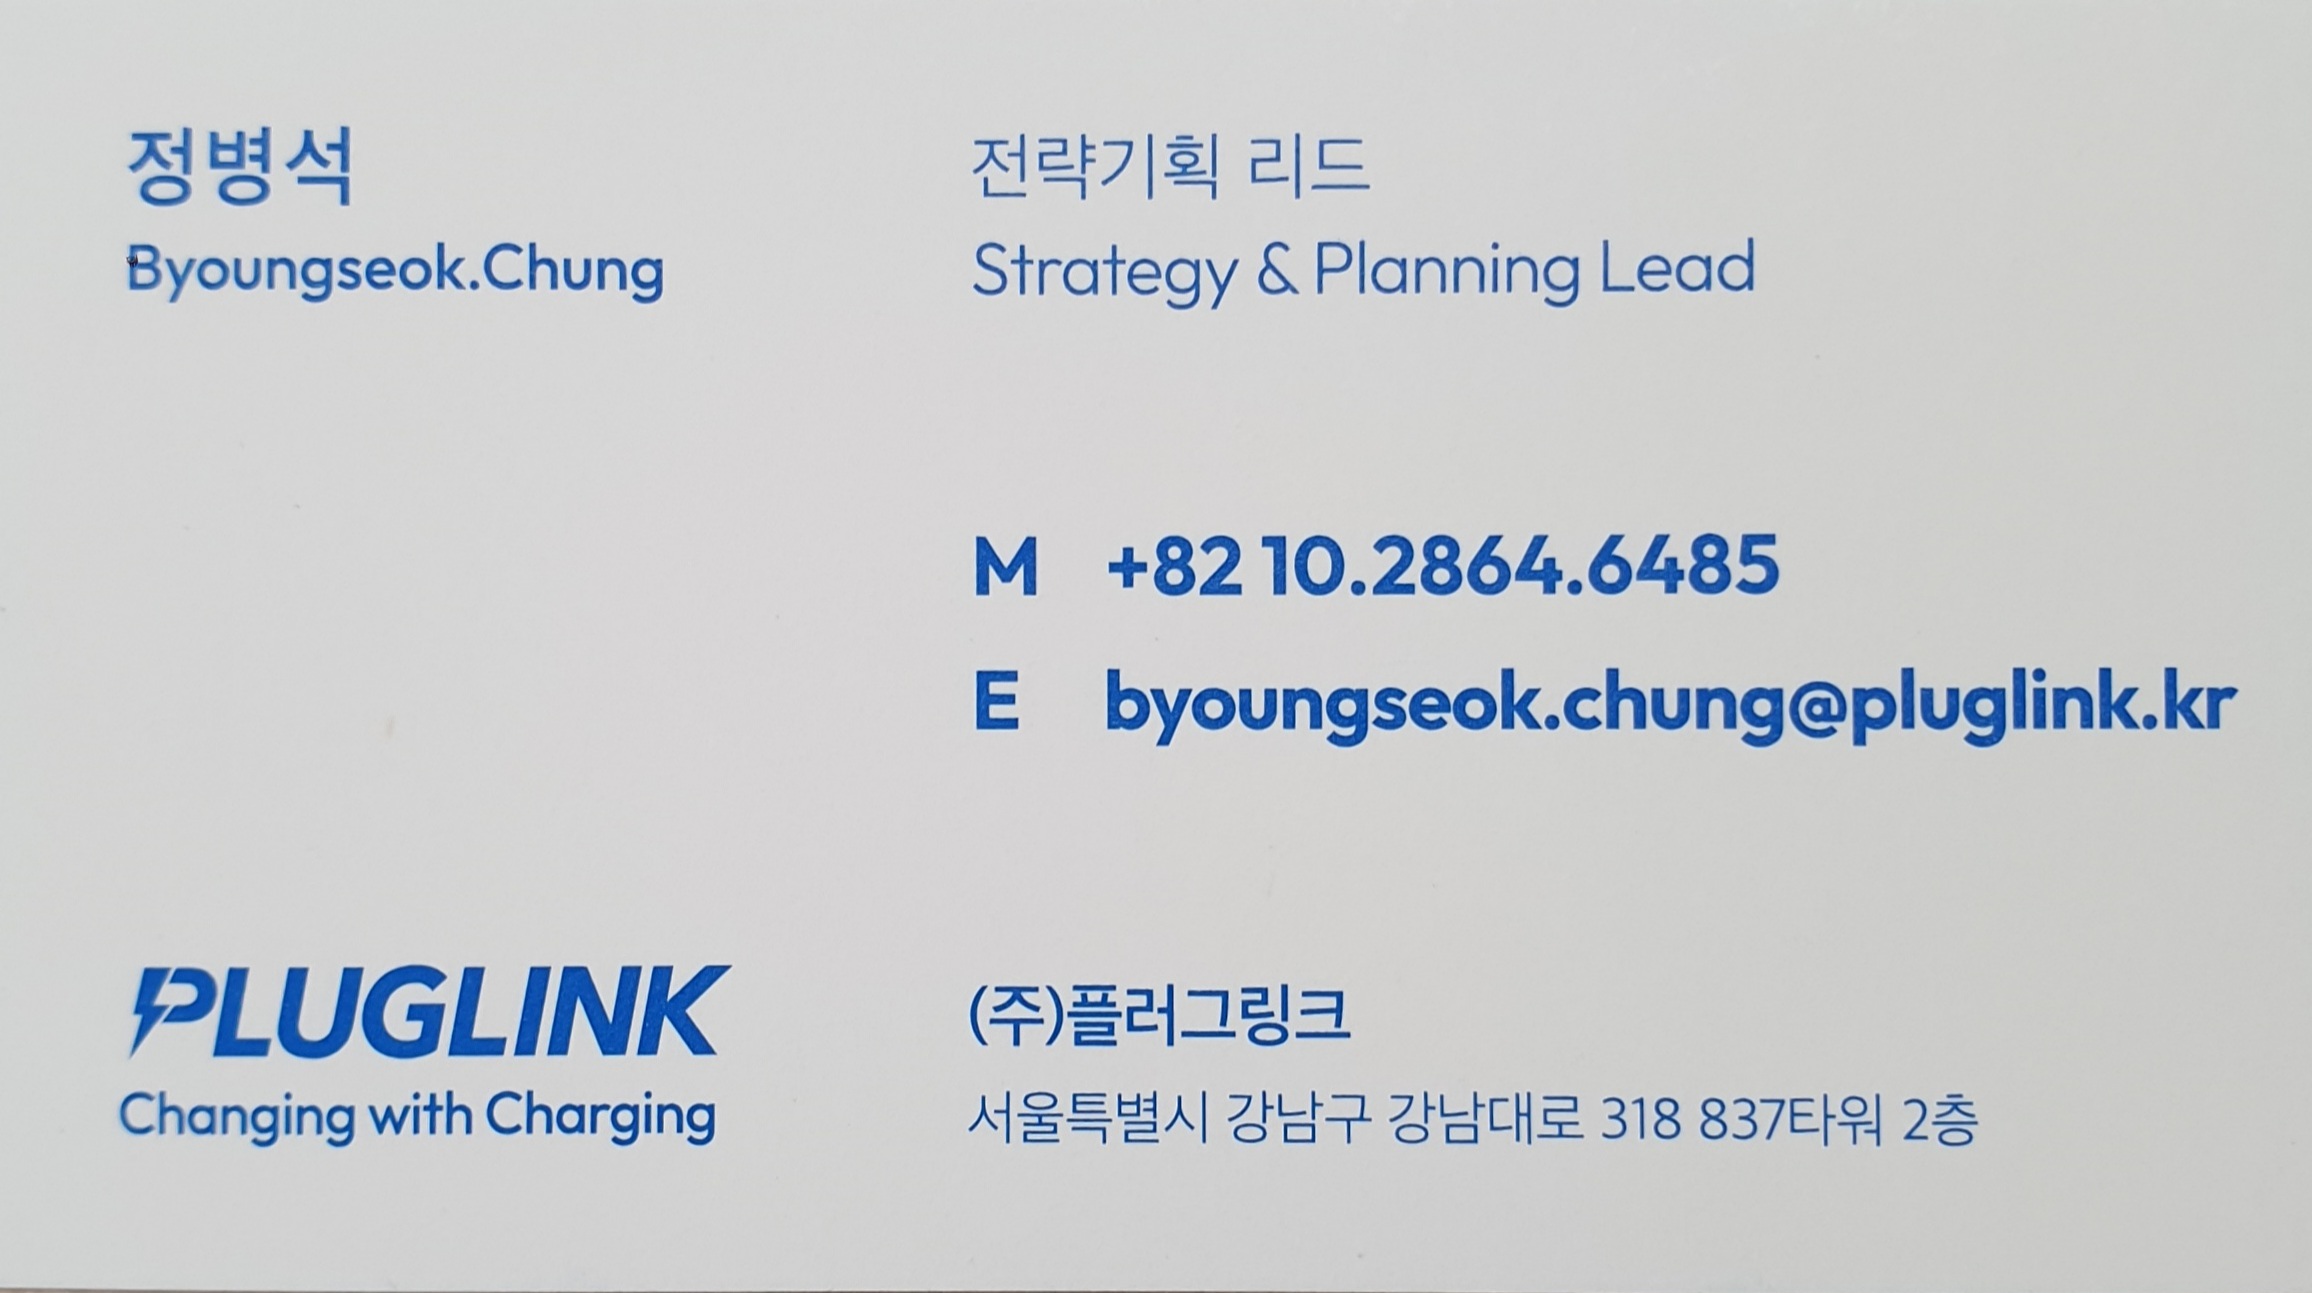 정병석
Byoungseok.Chung
전략기획 리드
Strategy & Planning Lead
M +82 10.2864.6485
E byoungseok.chung@pluglink.kr
PLUGLINK
Changing with Charging
(주)플러그링크
서울특별시 강남구 강남대로 318 837타워 2층